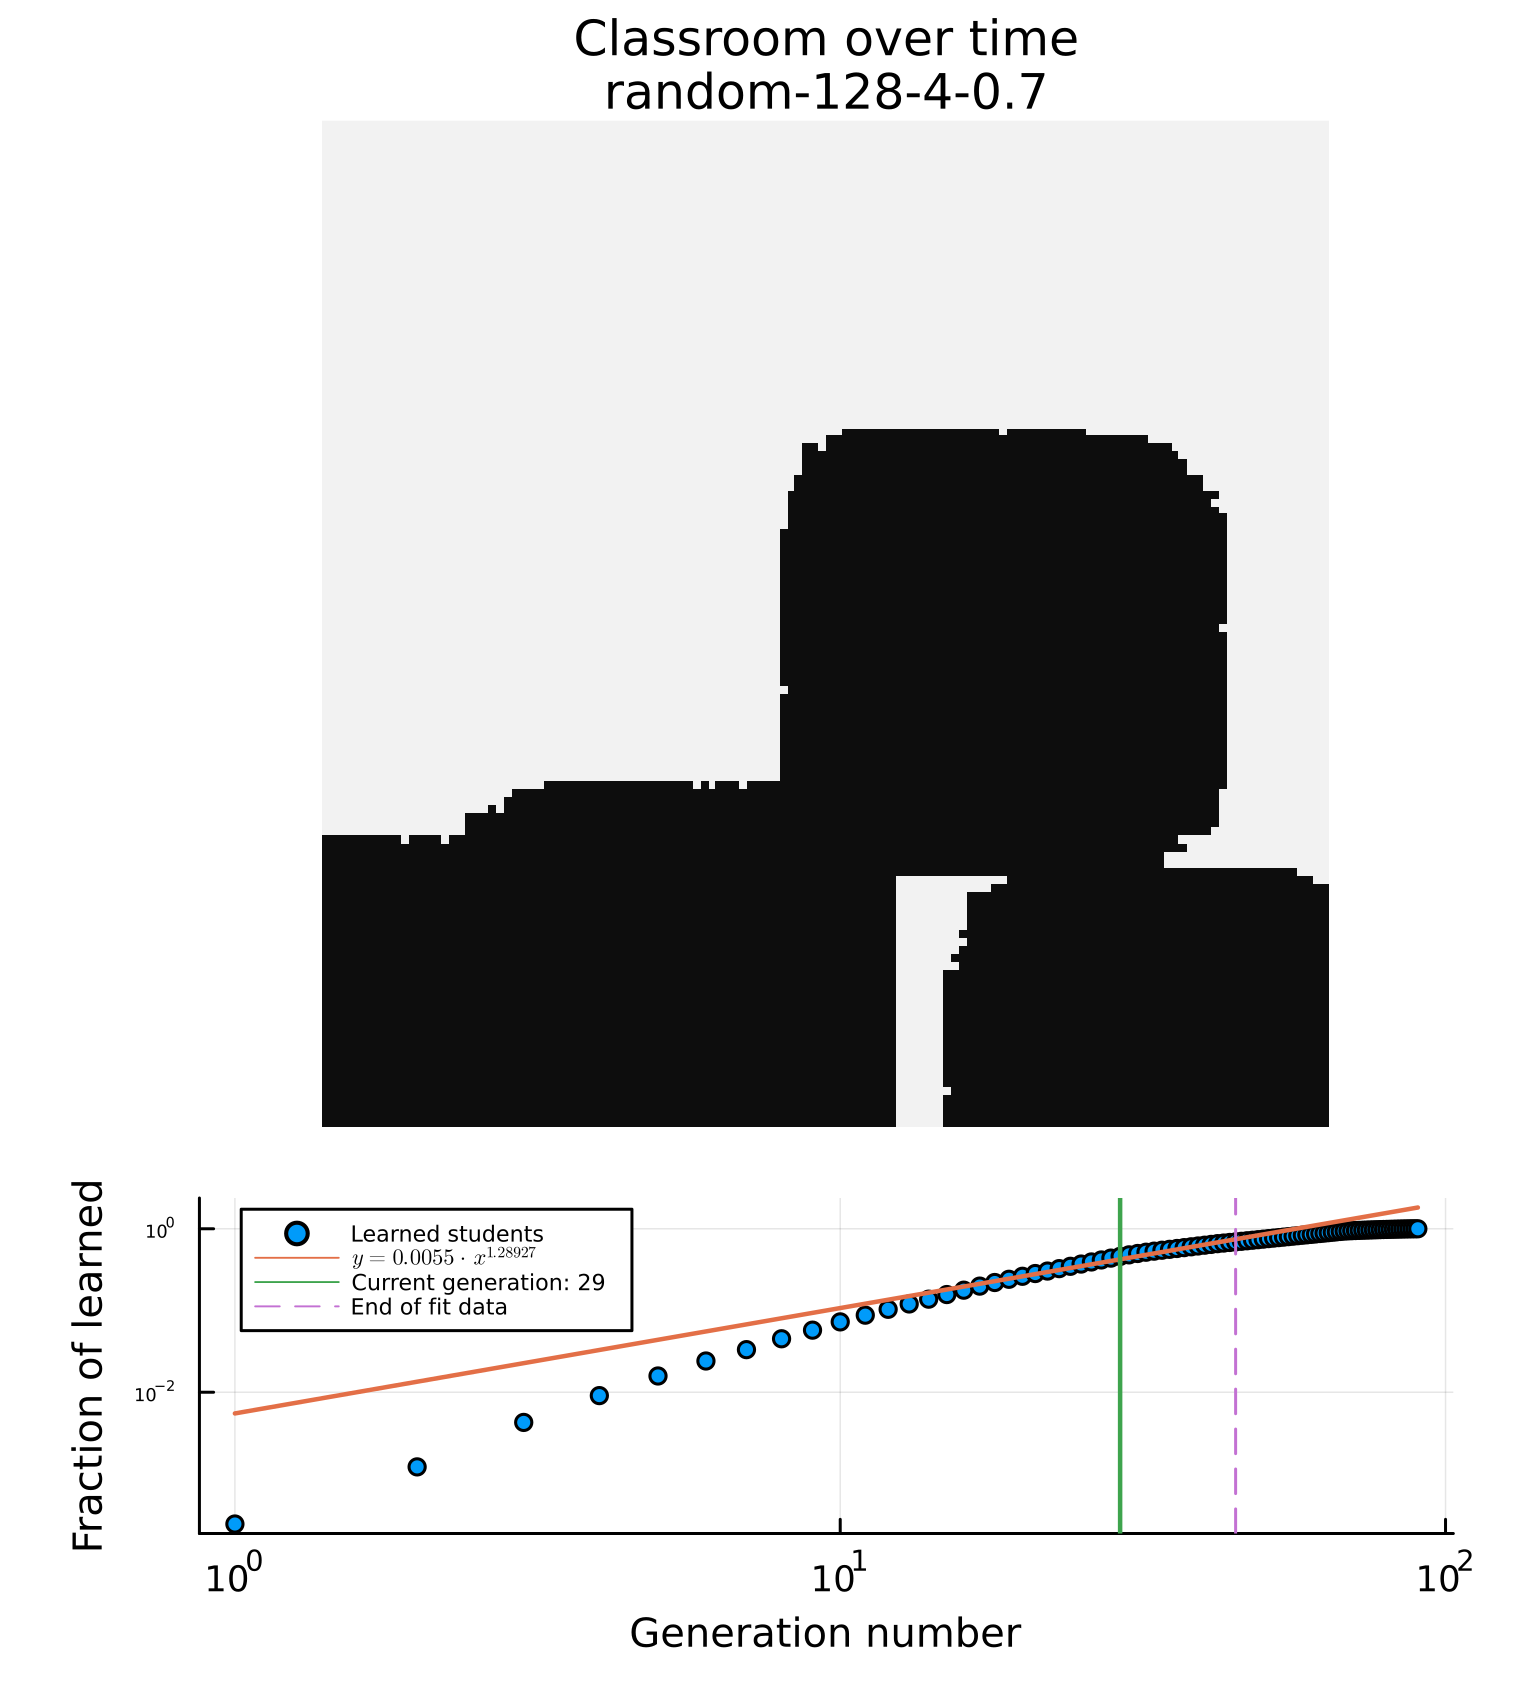 Classroom over time
random-128-4-0.7
Fraction of learned
10^0
10^-2
Learned students
y = 0.0055 · x^1.28927
Current generation: 29
End of fit data
10^0
10^1
10^2
Generation number